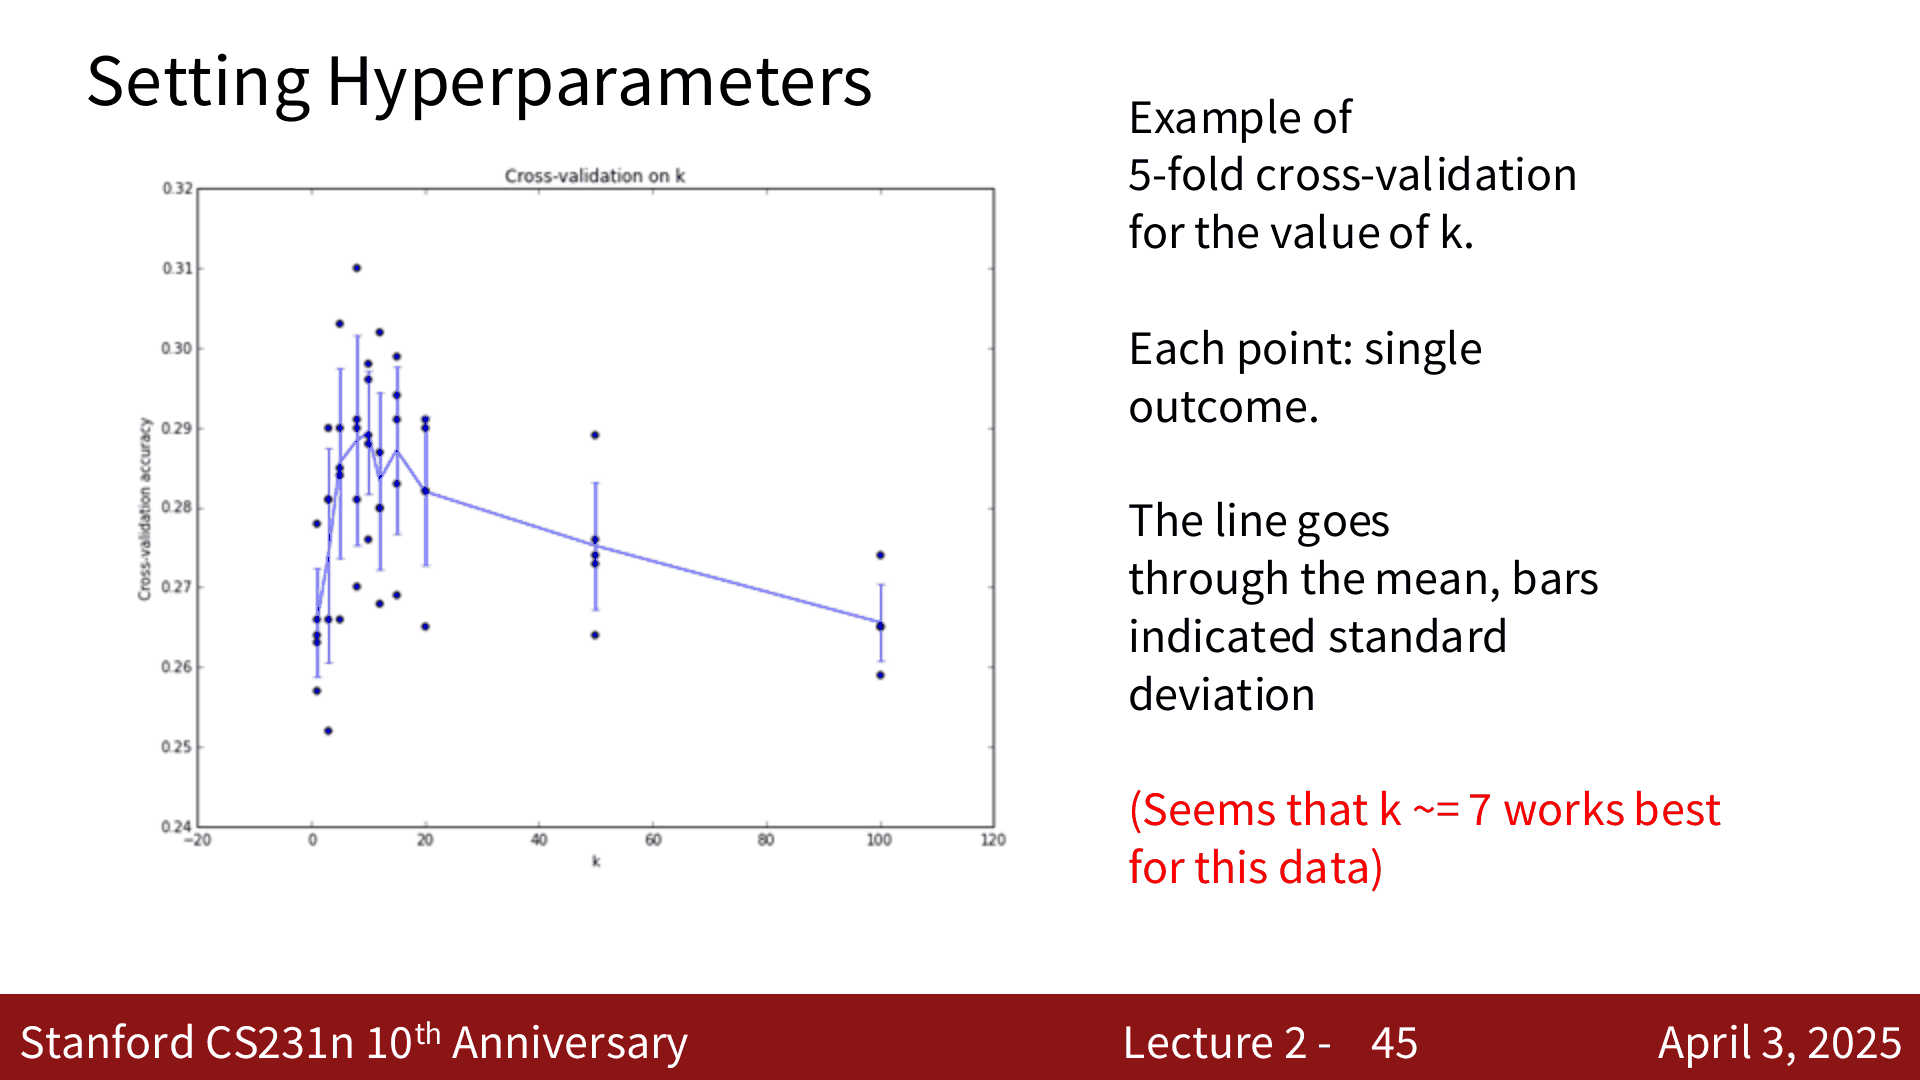 Setting Hyperparameters
Cross-validation on k
0.32
0.31
0.30
0.29
0.28
0.27
0.26
0.25
0.24
Cross-validation accuracy
−20
0
20
40
60
80
100
120
k
Example of
5-fold cross-validation
for the value of k.
Each point: single
outcome.
The line goes
through the mean, bars
indicated standard
deviation
(Seems that k ~= 7 works best
for this data)
Stanford CS231n 10th Anniversary
Lecture 2 - 45
April 3, 2025